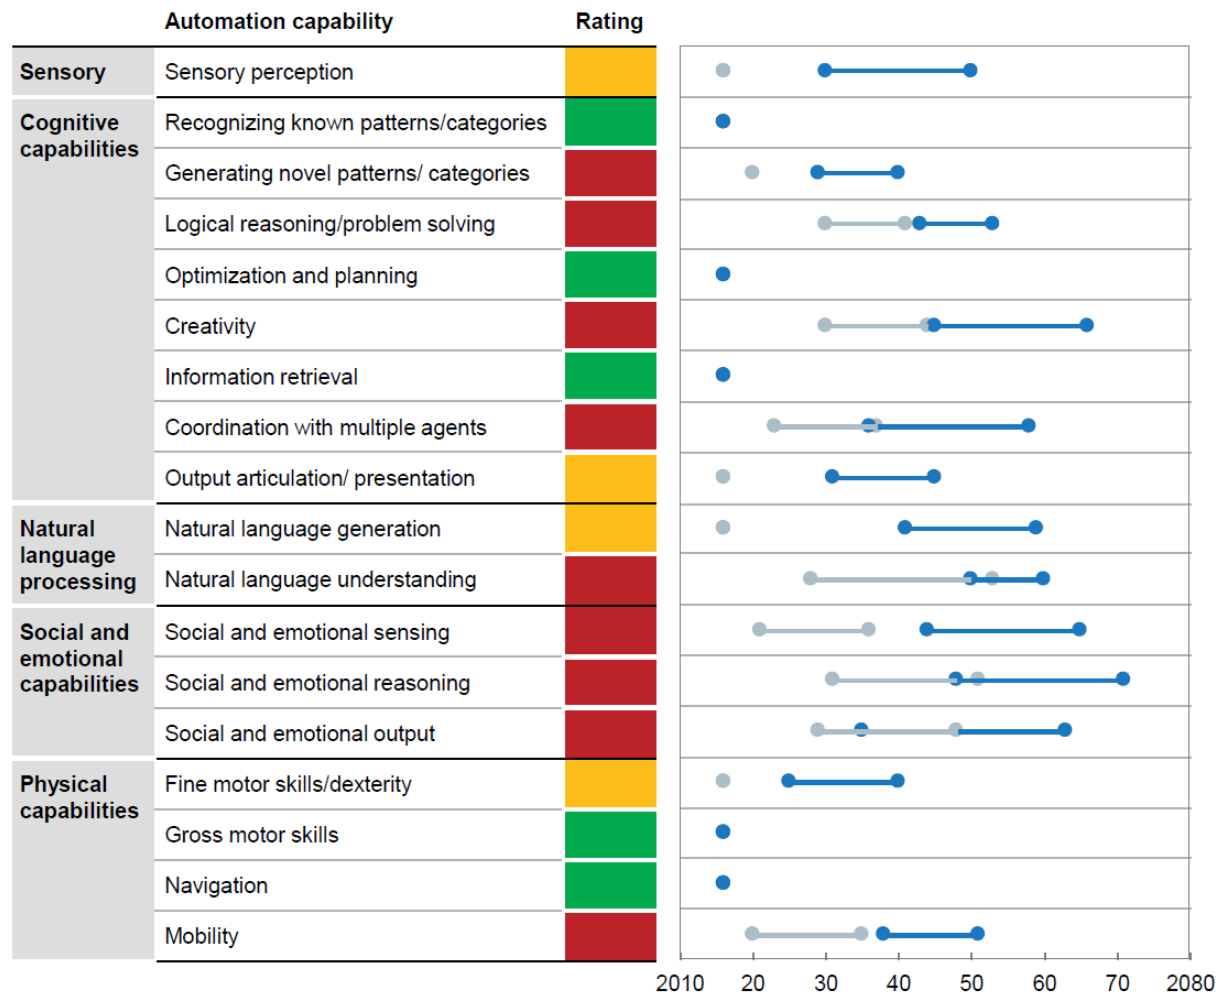 Automation capability Rating
Sensory Sensory perception
Cognitive
capabilities
Recognizing known patterns/categories
Generating novel patterns/ categories
Logical reasoning/problem solving
Optimization and planning
Creativity
Information retrieval
Coordination with multiple agents
Output articulation/ presentation
Natural
language
processing
Natural language generation
Natural language understanding
Social and
emotional
capabilities
Social and emotional sensing
Social and emotional reasoning
Social and emotional output
Physical
capabilities
Fine motor skills/dexterity
Gross motor skills
Navigation
Mobility
2010 20 30 40 50 60 70 2080